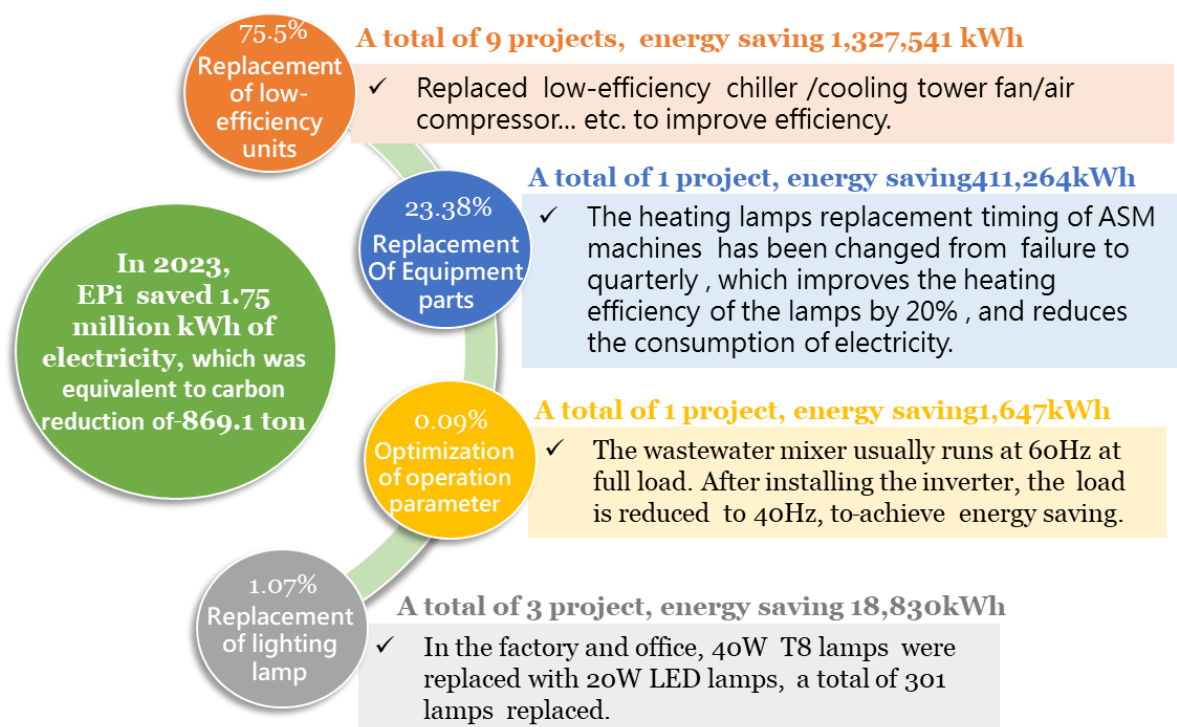 75.5%
Replacement
of low-
efficiency
units
A total of 9 projects, energy saving 1,327,541 kWh
✓ Replaced low-efficiency chiller /cooling tower fan/air
compressor... etc. to improve efficiency.
In 2023,
EPi saved 1.75
million kWh of
electricity, which was
equivalent to carbon
reduction of-869.1 ton
23.38%
Replacement
Of Equipment
parts
A total of 1 project, energy saving411,264kWh
✓ The heating lamps replacement timing of ASM
machines has been changed from failure to
quarterly , which improves the heating
efficiency of the lamps by 20% , and reduces
the consumption of electricity.
0.09%
Optimization
of operation
parameter
A total of 1 project, energy saving1,647kWh
✓ The wastewater mixer usually runs at 60Hz at
full load. After installing the inverter, the load
is reduced to 40Hz, to-achieve energy saving.
1.07%
Replacement
of lighting
lamp
A total of 3 project, energy saving 18,830kWh
✓ In the factory and office, 40W T8 lamps were
replaced with 20W LED lamps, a total of 301
lamps replaced.